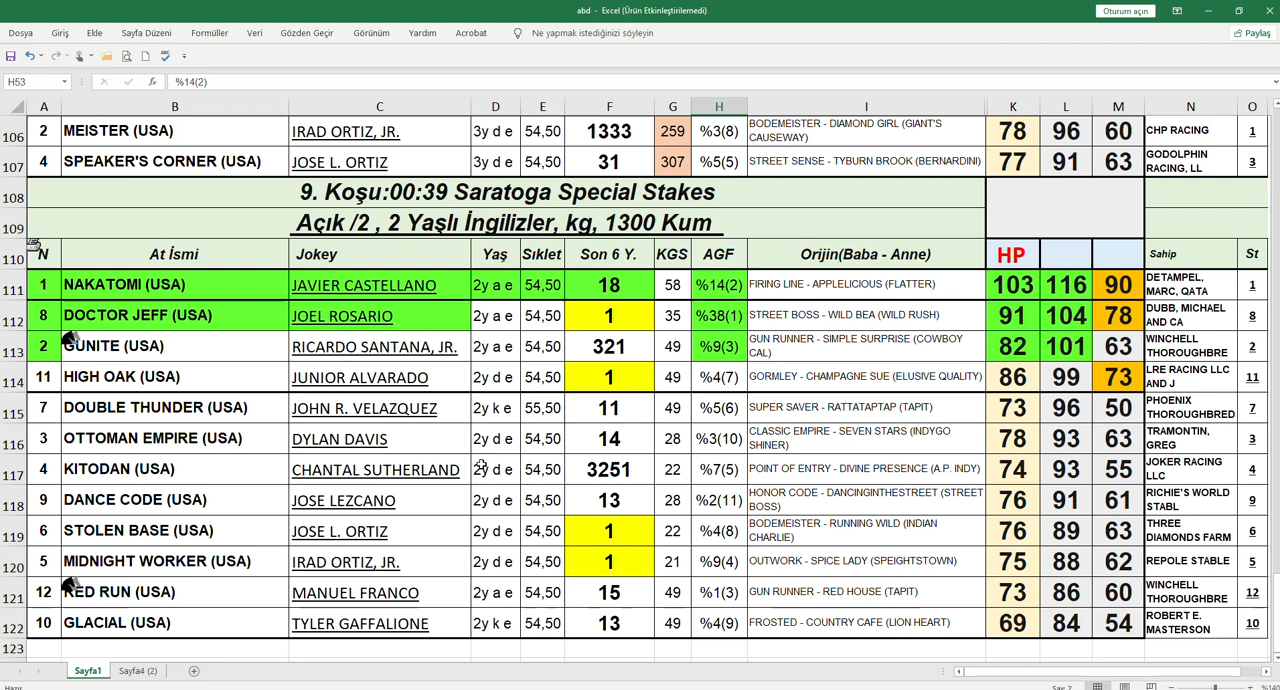 abd - Excel (Ürün Etkinleştirilemedi)
Oturum açın
Dosya Giriş Ekle Sayfa Düzeni Formüller Veri Gözden Geçir Görünüm Yardım Acrobat Ne yapmak istediğinizi söyleyin Paylaş
H53 fx %14(2)
A B C D E F G H I K L M N O
106 2 MEISTER (USA) IRAD ORTIZ, JR. 3y d e 54,50 1333 259 %3(8) BODEMEISTER - DIAMOND GIRL (GIANT'S CAUSEWAY) 78 96 60 CHP RACING 1
107 4 SPEAKER'S CORNER (USA) JOSE L. ORTIZ 3y d e 54,50 31 307 %5(5) STREET SENSE - TYBURN BROOK (BERNARDINI) 77 91 63 GODOLPHIN RACING, LL 3
108 9. Koşu:00:39 Saratoga Special Stakes
109 Açık /2 , 2 Yaşlı İngilizler, kg, 1300 Kum
110 N At İsmi Jokey Yaş Sıklet Son 6 Y. KGS AGF Orijin(Baba - Anne) HP Sahip St
111 1 NAKATOMI (USA) JAVIER CASTELLANO 2y a e 54,50 18 58 %14(2) FIRING LINE - APPLELICIOUS (FLATTER) 103 116 90 DETAMPEL, MARC, QATA 1
112 8 DOCTOR JEFF (USA) JOEL ROSARIO 2y a e 54,50 1 35 %38(1) STREET BOSS - WILD BEA (WILD RUSH) 91 104 78 DUBB, MICHAEL AND CA 8
113 2 GUNITE (USA) RICARDO SANTANA, JR. 2y a e 54,50 321 49 %9(3) GUN RUNNER - SIMPLE SURPRISE (COWBOY CAL) 82 101 63 WINCHELL THOROUGHBRE 2
114 11 HIGH OAK (USA) JUNIOR ALVARADO 2y d e 54,50 1 49 %4(7) GORMLEY - CHAMPAGNE SUE (ELUSIVE QUALITY) 86 99 73 LRE RACING LLC AND J 11
115 7 DOUBLE THUNDER (USA) JOHN R. VELAZQUEZ 2y k e 55,50 11 49 %5(6) SUPER SAVER - RATTATAPTAP (TAPIT) 73 96 50 PHOENIX THOROUGHBRED 7
116 3 OTTOMAN EMPIRE (USA) DYLAN DAVIS 2y d e 54,50 14 28 %3(10) CLASSIC EMPIRE - SEVEN STARS (INDYGO SHINER) 78 93 63 TRAMONTIN, GREG 3
117 4 KITODAN (USA) CHANTAL SUTHERLAND 2y d e 54,50 3251 22 %7(5) POINT OF ENTRY - DIVINE PRESENCE (A.P. INDY) 74 93 55 JOKER RACING LLC 4
118 9 DANCE CODE (USA) JOSE LEZCANO 2y d e 54,50 13 28 %2(11) HONOR CODE - DANCINGINTHESTREET (STREET BOSS) 76 91 61 RICHIE'S WORLD STABL 9
119 6 STOLEN BASE (USA) JOSE L. ORTIZ 2y d e 54,50 1 22 %4(8) BODEMEISTER - RUNNING WILD (INDIAN CHARLIE) 76 89 63 THREE DIAMONDS FARM 6
120 5 MIDNIGHT WORKER (USA) IRAD ORTIZ, JR. 2y d e 54,50 1 21 %9(4) OUTWORK - SPICE LADY (SPEIGHTSTOWN) 75 88 62 REPOLE STABLE 5
121 12 RED RUN (USA) MANUEL FRANCO 2y a e 54,50 15 49 %1(3) GUN RUNNER - RED HOUSE (TAPIT) 73 86 60 WINCHELL THOROUGHBRE 12
122 10 GLACIAL (USA) TYLER GAFFALIONE 2y k e 54,50 13 49 %4(9) FROSTED - COUNTRY CAFE (LION HEART) 69 84 54 ROBERT E. MASTERSON 10
123
Sayfa1 Sayfa4 (2)
Hazır Say: 2 %140